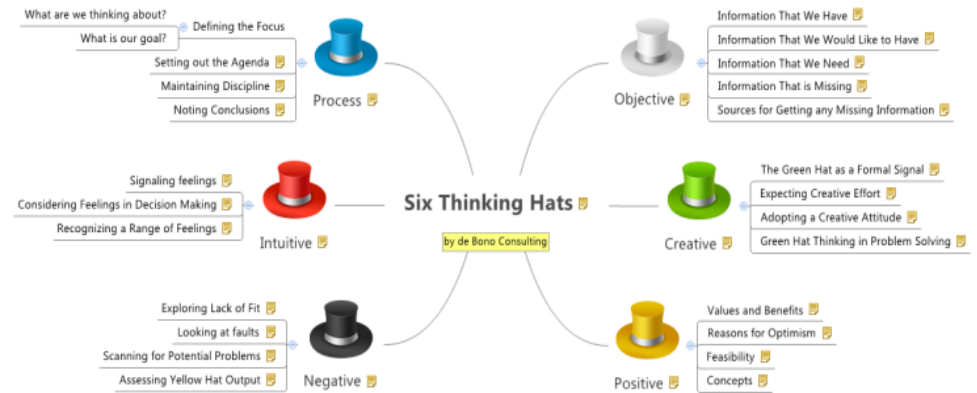 Six Thinking Hats
by de Bono Consulting
Process
Defining the Focus
What are we thinking about?
What is our goal?
Setting out the Agenda
Maintaining Discipline
Noting Conclusions
Objective
Information That We Have
Information That We Would Like to Have
Information That We Need
Information That is Missing
Sources for Getting any Missing Information
Intuitive
Signaling feelings
Considering Feelings in Decision Making
Recognizing a Range of Feelings
Creative
The Green Hat as a Formal Signal
Expecting Creative Effort
Adopting a Creative Attitude
Green Hat Thinking in Problem Solving
Negative
Exploring Lack of Fit
Looking at faults
Scanning for Potential Problems
Assessing Yellow Hat Output
Positive
Values and Benefits
Reasons for Optimism
Feasibility
Concepts